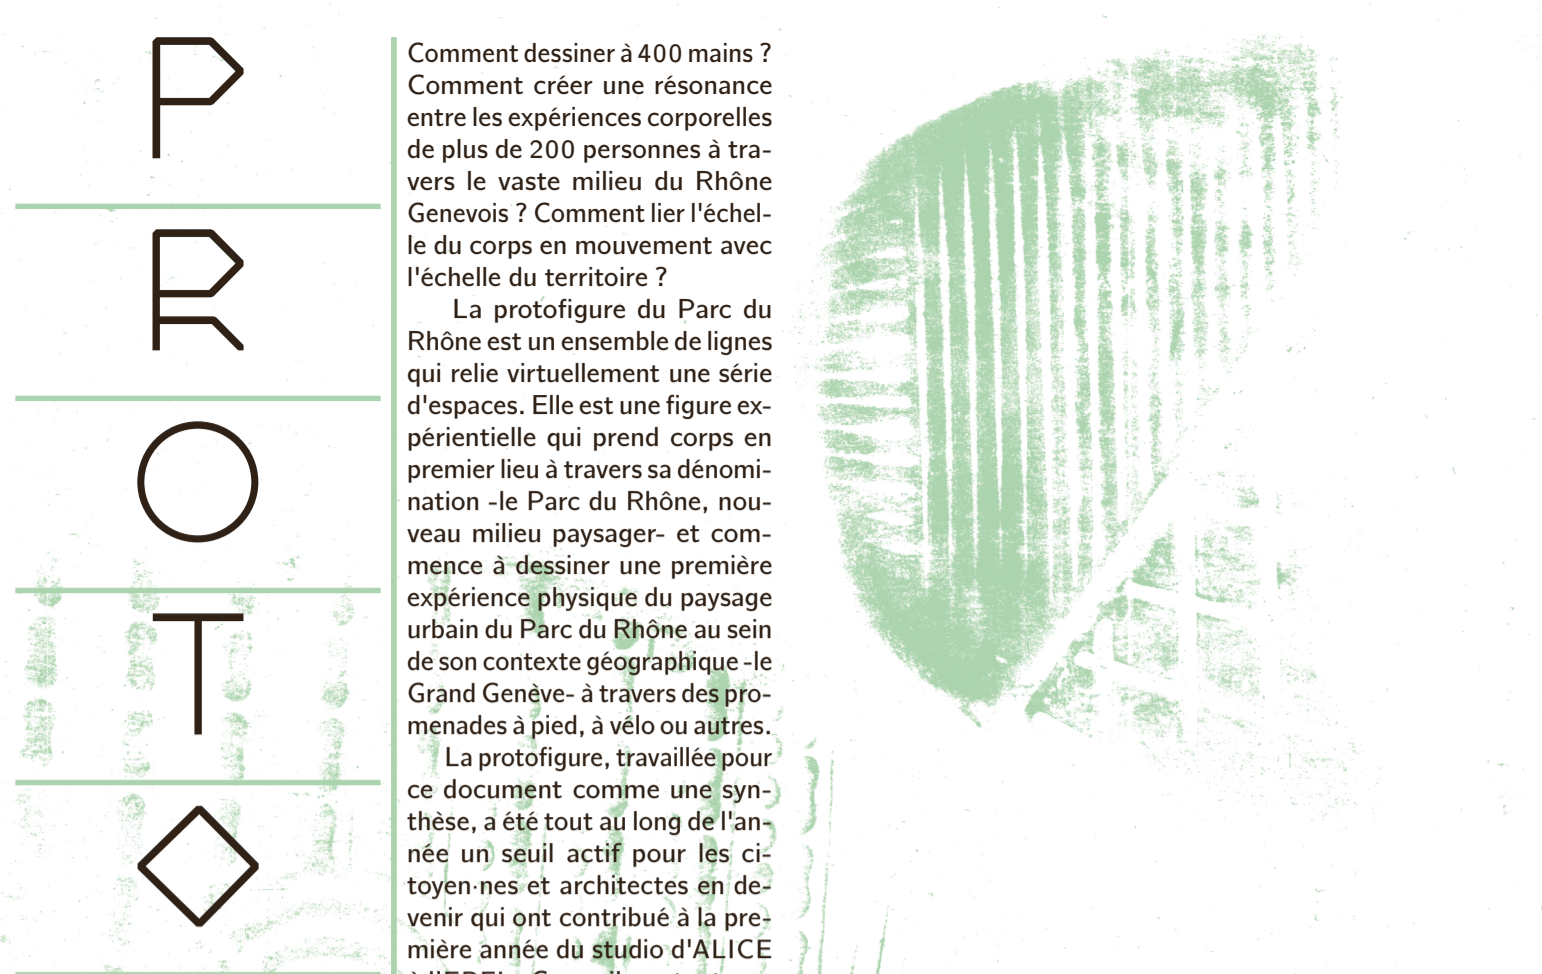 P
R
O
T
O
Comment dessiner à 400 mains ?
Comment créer une résonance
entre les expériences corporelles
de plus de 200 personnes à tra-
vers le vaste milieu du Rhône
Genevois ? Comment lier l'échel-
le du corps en mouvement avec
l'échelle du territoire ?
La protofigure du Parc du
Rhône est un ensemble de lignes
qui relie virtuellement une série
d'espaces. Elle est une figure ex-
périentielle qui prend corps en
premier lieu à travers sa dénomi-
nation -le Parc du Rhône, nou-
veau milieu paysager- et com-
mence à dessiner une première
expérience physique du paysage
urbain du Parc du Rhône au sein
de son contexte géographique -le
Grand Genève- à travers des pro-
menades à pied, à vélo ou autres.
La protofigure, travaillée pour
ce document comme une syn-
thèse, a été tout au long de l'an-
née un seuil actif pour les ci-
toyen·nes et architectes en de-
venir qui ont contribué à la pre-
mière année du studio d'ALICE